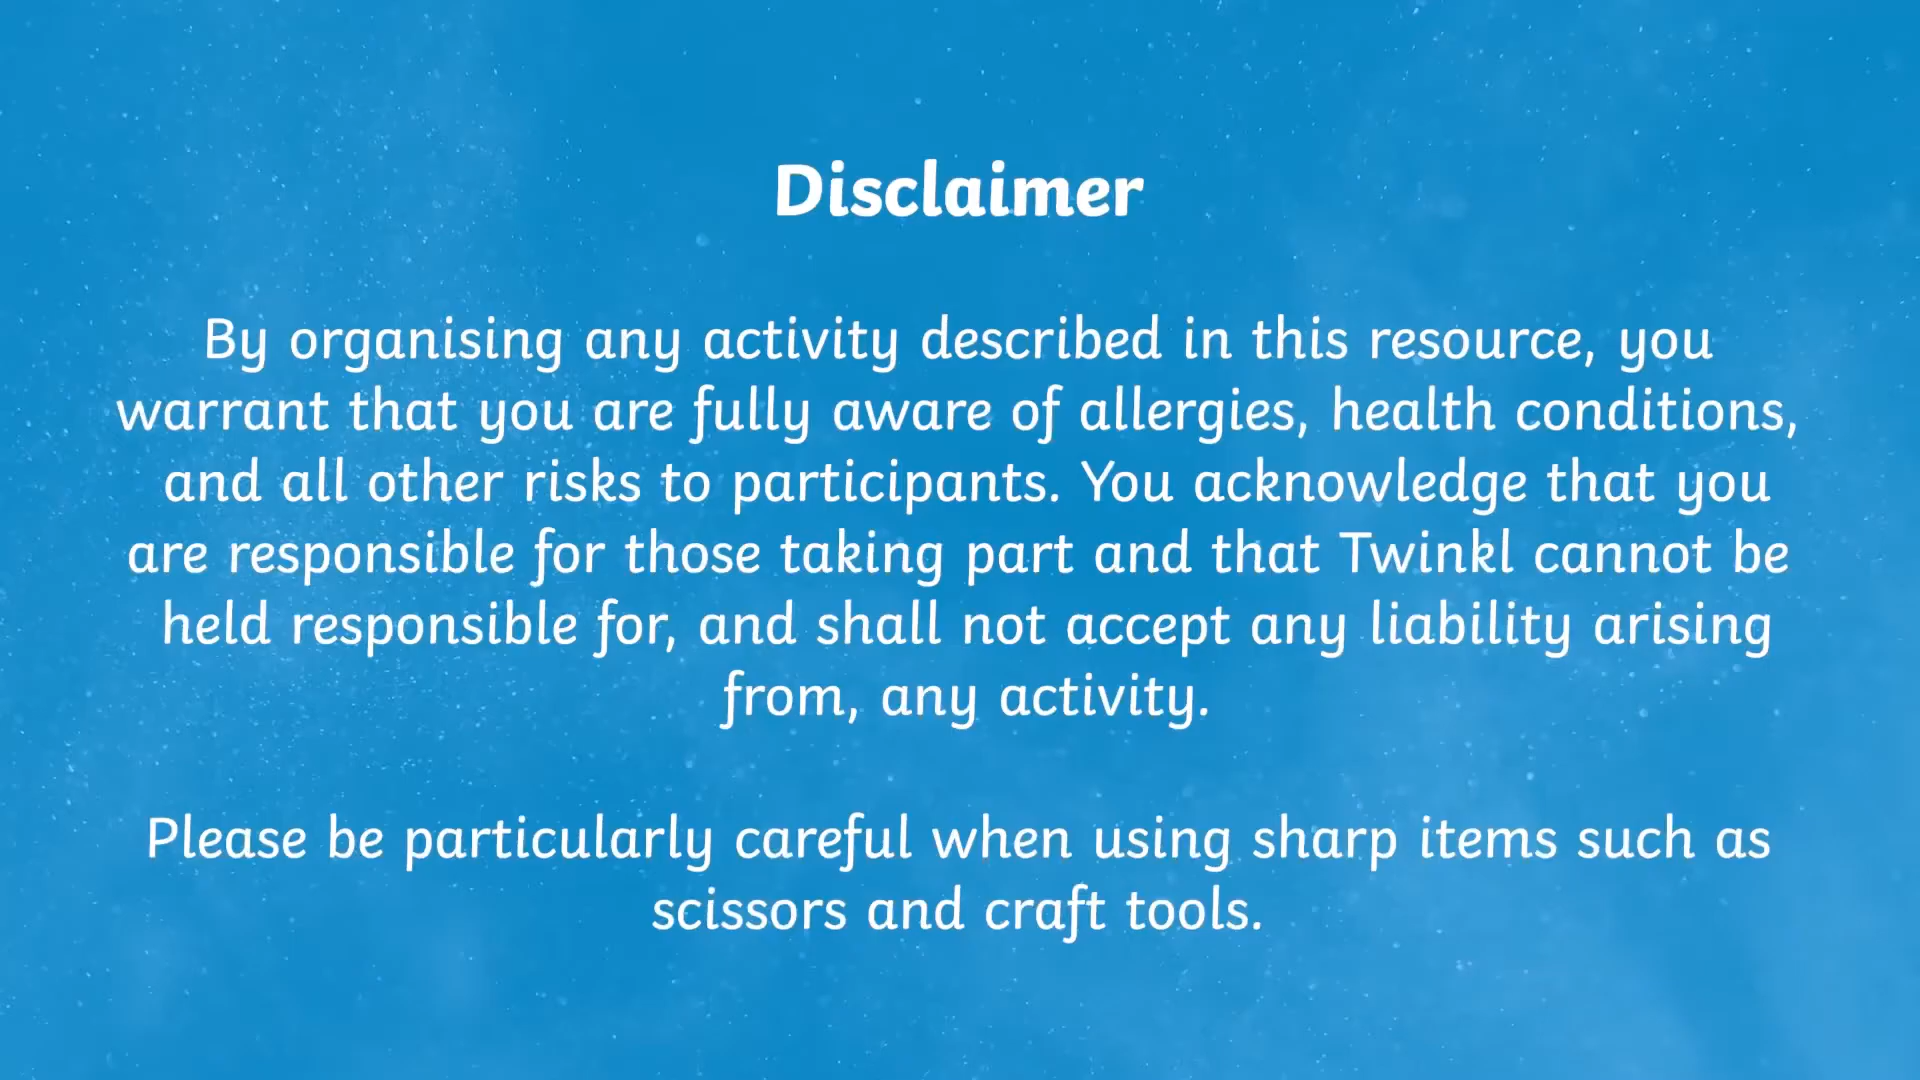 Disclaimer
By organising any activity described in this resource, you
warrant that you are fully aware of allergies, health conditions,
and all other risks to participants. You acknowledge that you
are responsible for those taking part and that Twinkl cannot be
held responsible for, and shall not accept any liability arising
from, any activity.
Please be particularly careful when using sharp items such as
scissors and craft tools.